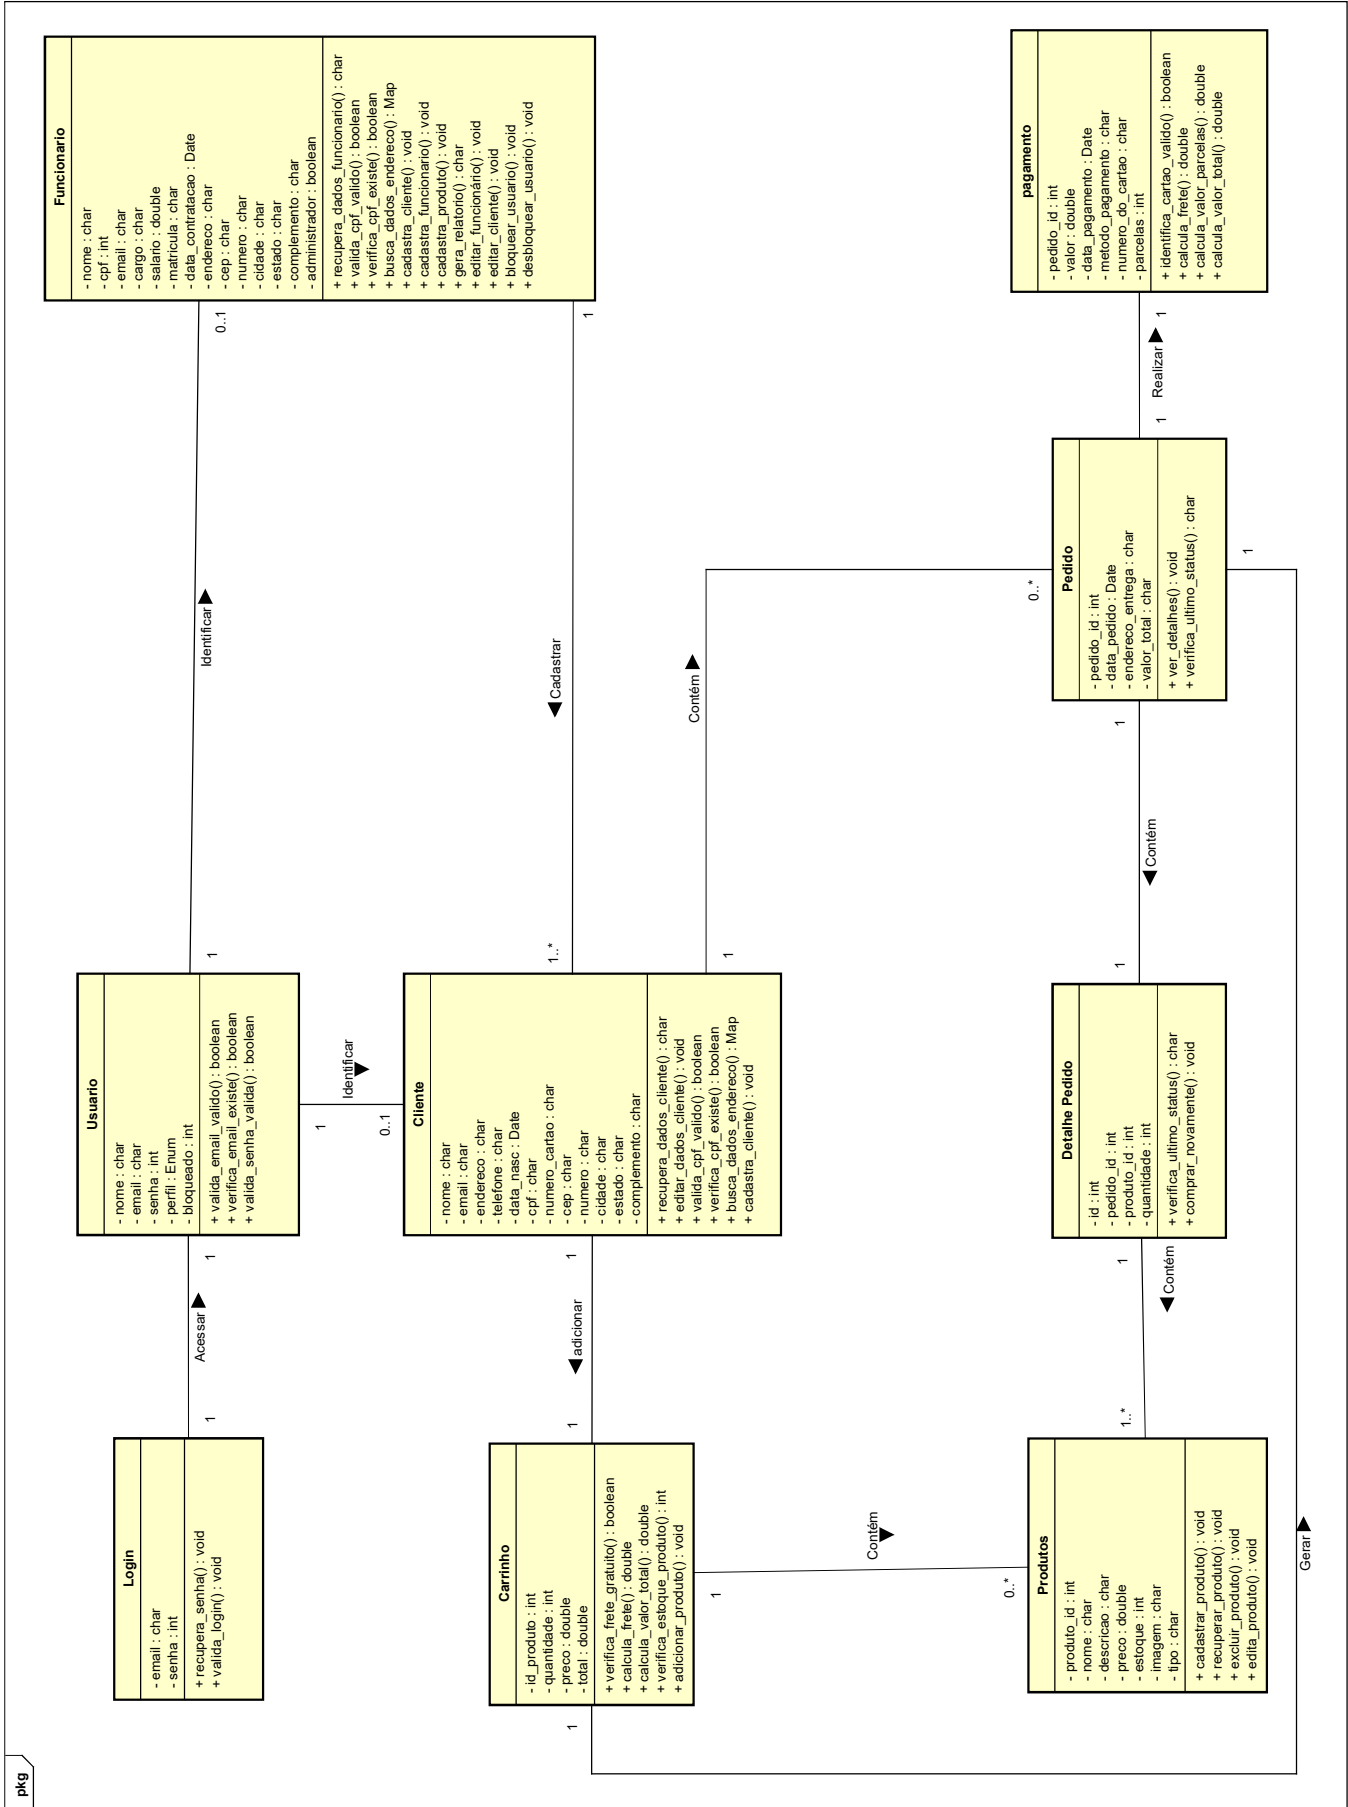 pkg
Login
- email : char
- senha : int
+ recupera_senha() : void
+ valida_login() : void
1
Acessar
1
Usuario
- nome : char
- email : char
- senha : int
- perfil : Enum
- bloqueado : int
+ valida_email_valido() : boolean
+ verifica_email_existe() : boolean
+ valida_senha_valida() : boolean
1
Identificar
0..1
Funcionario
- nome : char
- cpf : int
- email : char
- cargo : char
- salario : double
- matricula : char
- data_contratacao : Date
- endereco : char
- cep : char
- numero : char
- cidade : char
- estado : char
- complemento : char
- administrador : boolean
+ recupera_dados_funcionario() : char
+ valida_cpf_valido() : boolean
+ verifica_cpf_existe() : boolean
+ busca_dados_endereco() : Map
+ cadastra_cliente() : void
+ cadastra_funcionario() : void
+ cadastra_produto() : void
+ gera_relatorio() : char
+ editar_funcionário() : void
+ editar_cliente() : void
+ bloquear_usuario() : void
+ desbloquear_usuario() : void
1
Identificar
0..1
1..*
Cadastrar
1
Cliente
- nome : char
- email : char
- endereco : char
- telefone : char
- data_nasc : Date
- cpf : char
- numero_cartao : char
- cep : char
- numero : char
- cidade : char
- estado : char
- complemento : char
+ recupera_dados_cliente() : char
+ editar_dados_cliente() : void
+ valida_cpf_valido() : boolean
+ verifica_cpf_existe() : boolean
+ busca_dados_endereco() : Map
+ cadastra_cliente() : void
1
adicionar
1
Carrinho
- id_produto : int
- quantidade : int
- preco : double
- total : double
+ verifica_frete_gratuito() : boolean
+ calcula_frete() : double
+ calcula_valor_total() : double
+ verifica_estoque_produto() : int
+ adicionar_produto() : void
1
1
Contém
0..*
1
Contém
0..*
Produtos
- produto_id : int
- nome : char
- descricao : char
- preco : double
- estoque : int
- imagem : char
- tipo : char
+ cadastrar_produto() : void
+ recuperar_produto() : void
+ excluir_produto() : void
+ edita_produto() : void
1..*
Contém
1
Detalhe Pedido
- id : int
- pedido_id : int
- produto_id : int
- quantidade : int
+ verifica_ultimo_status() : char
+ comprar_novamente() : void
1
Contém
1
Pedido
- pedido_id : int
- data_pedido : Date
- endereco_entrega : char
- valor_total : char
+ ver_detalhes() : void
+ verifica_ultimo_status() : char
1
Realizar
1
pagamento
- pedido_id : int
- valor : double
- data_pagamento : Date
- metodo_pagamento : char
- numero_do_cartao : char
- parcelas : int
+ identifica_cartao_valido() : boolean
+ calcula_frete() : double
+ calcula_valor_parcelas() : double
+ calcula_valor_total() : double
Gerar
1